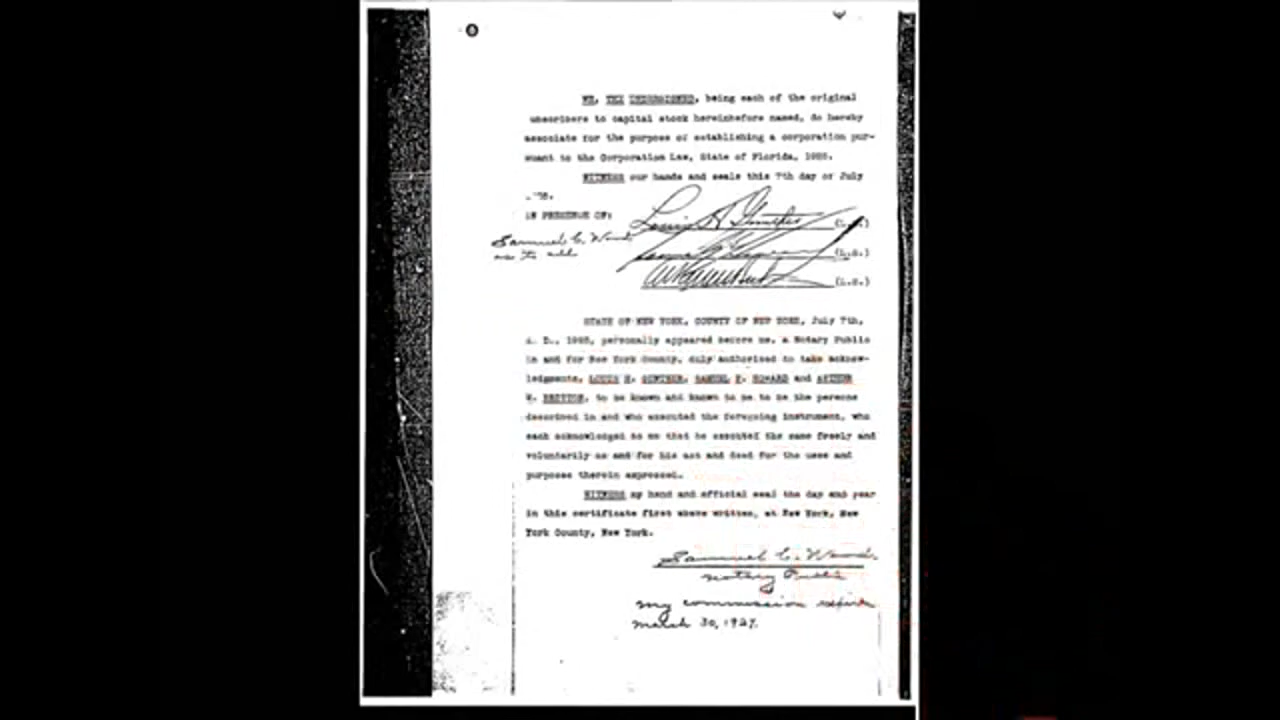 WE, THE UNDERSIGNED, being each of the original
ubscribers to capital stock hereinbefore named, do hereby
associate for the purpose of establishing a corporation pur-
suant to the Corporation Law, State of Florida, 1925.
WITNESS our hands and seals this 7th day of July
IN PRESENCE OF:
Samuel C. Wood
as to all
(L.S.)
(L.S.)
(L.S.)
STATE OF NEW YORK, COUNTY OF NEW YORK, July 7th,
A. D., 1925, personally appeared before me, a Notary Public
in and for New York County, duly authorized to take acknow-
ledgments, LOUIS H. GUNTHER, SAMUEL F. HOWARD and ARTHUR
W. BRITTON, to be known and known to me to be the persons
described in and who executed the foregoing instrument, who
each acknowledged to me that he executed the same freely and
voluntarily as and for his act and deed for the uses and
purposes therein expressed.
WITNESS my hand and official seal the day and year
in this certificate first above written, at New York, New
York County, New York.
Samuel C. Wood
Notary Public
My commission expires
March 30, 1927.